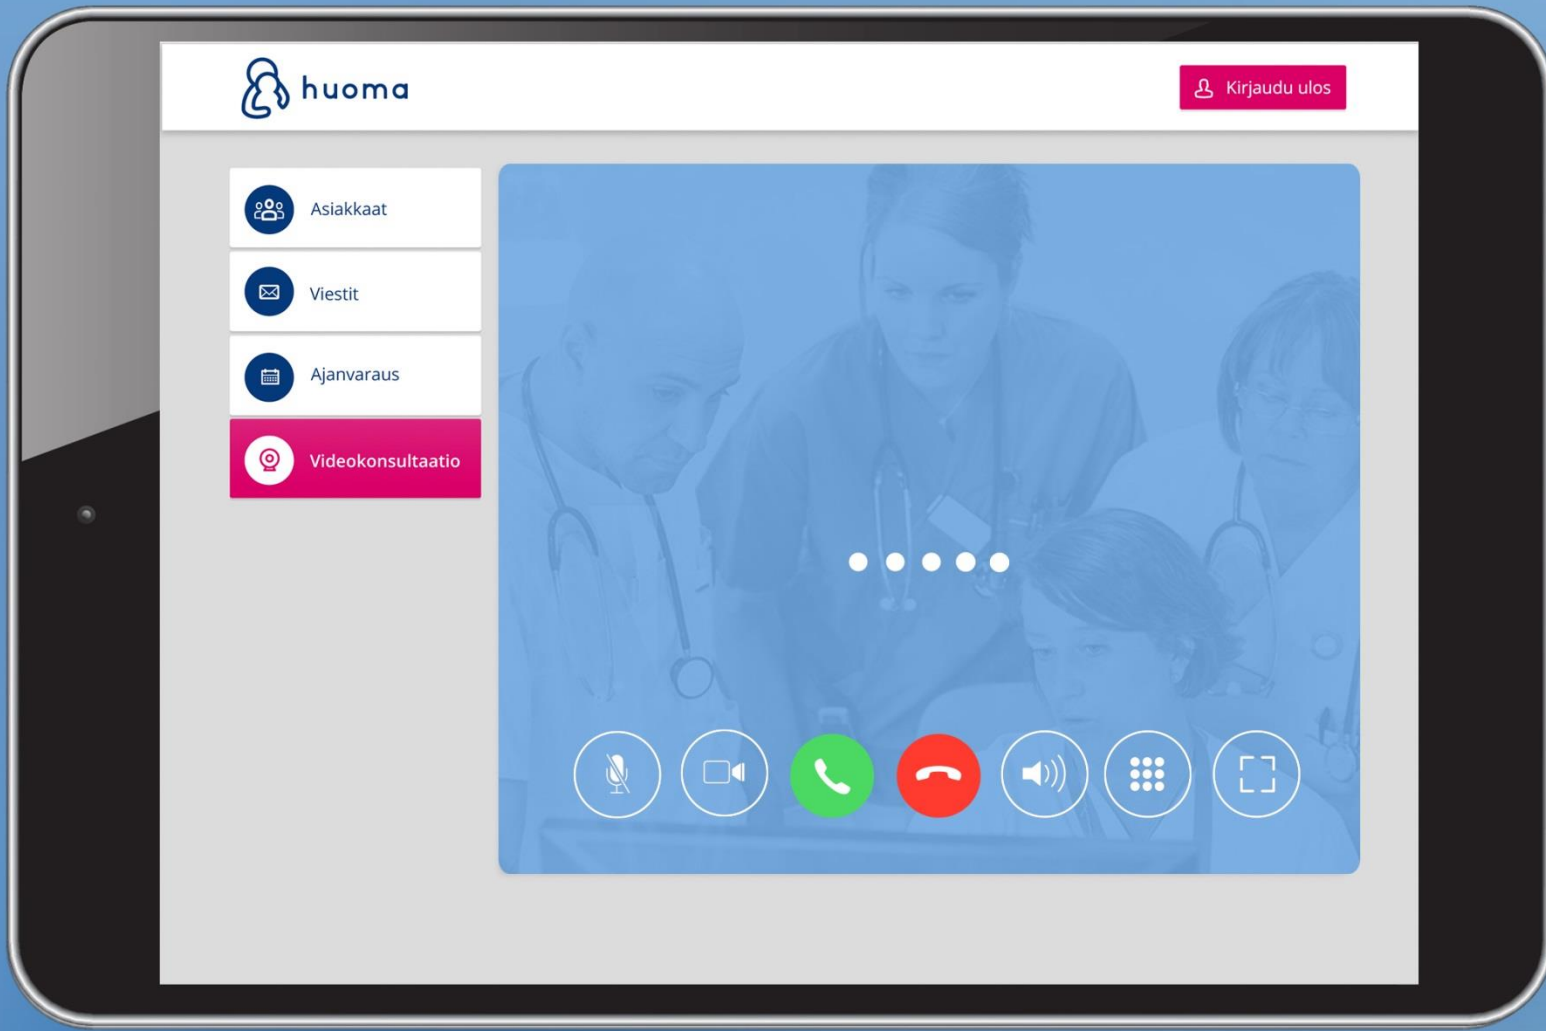 huoma
Kirjaudu ulos
Asiakkaat
Viestit
Ajanvaraus
Videokonsultaatio